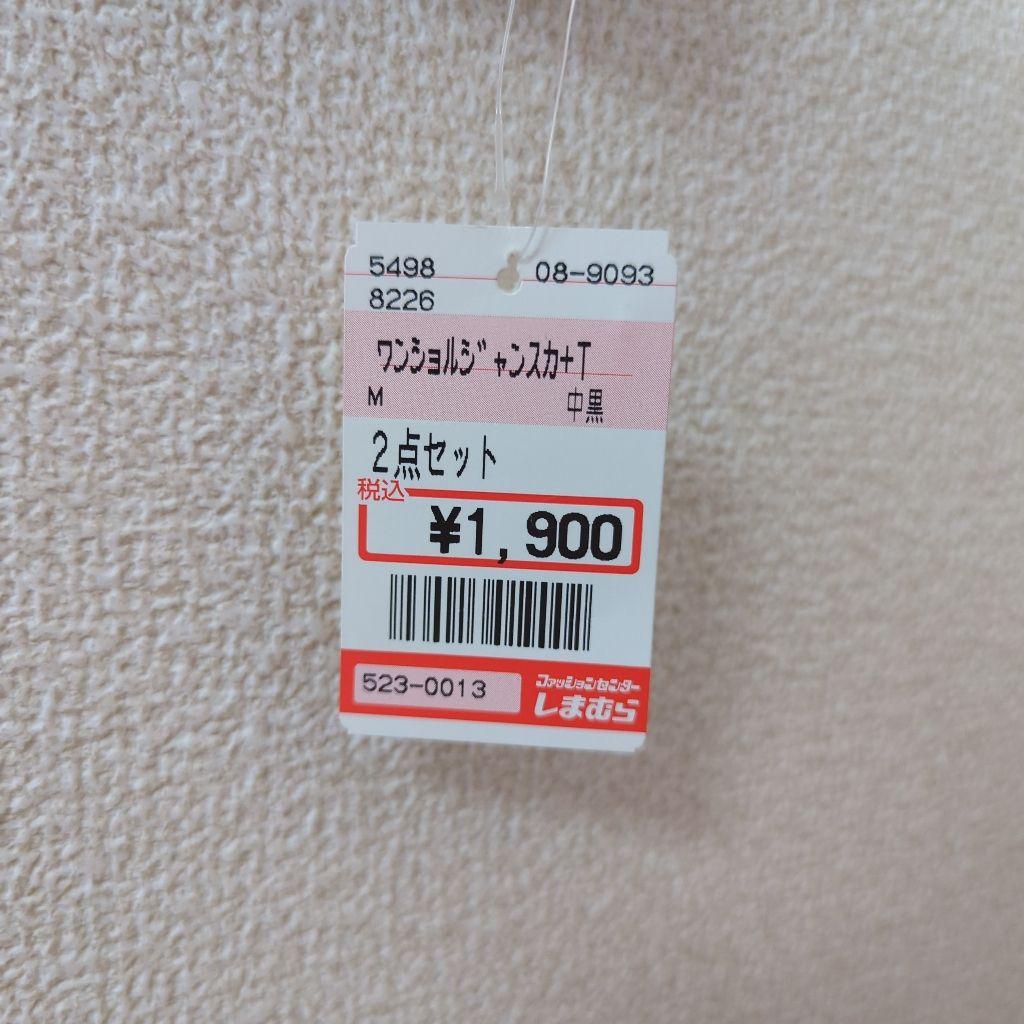 5498 08-9093
8226
ﾜﾝｼｮﾙｼﾞｬﾝｽｶ+T
M 中黒
2点セット
税込
¥1,900
523-0013
ファッションセンター
しまむら